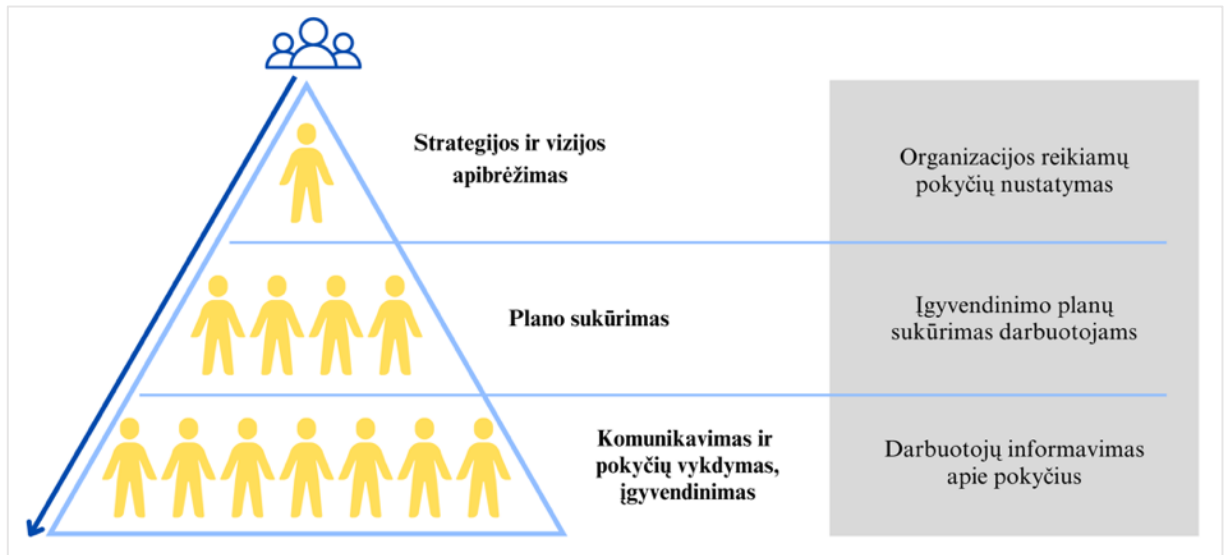 Strategijos ir vizijos
apibrėžimas
Organizacijos reikiamų
pokyčių nustatymas
Plano sukūrimas
Įgyvendinimo planų
sukūrimas darbuotojams
Komunikavimas ir
pokyčių vykdymas,
įgyvendinimas
Darbuotojų informavimas
apie pokyčius